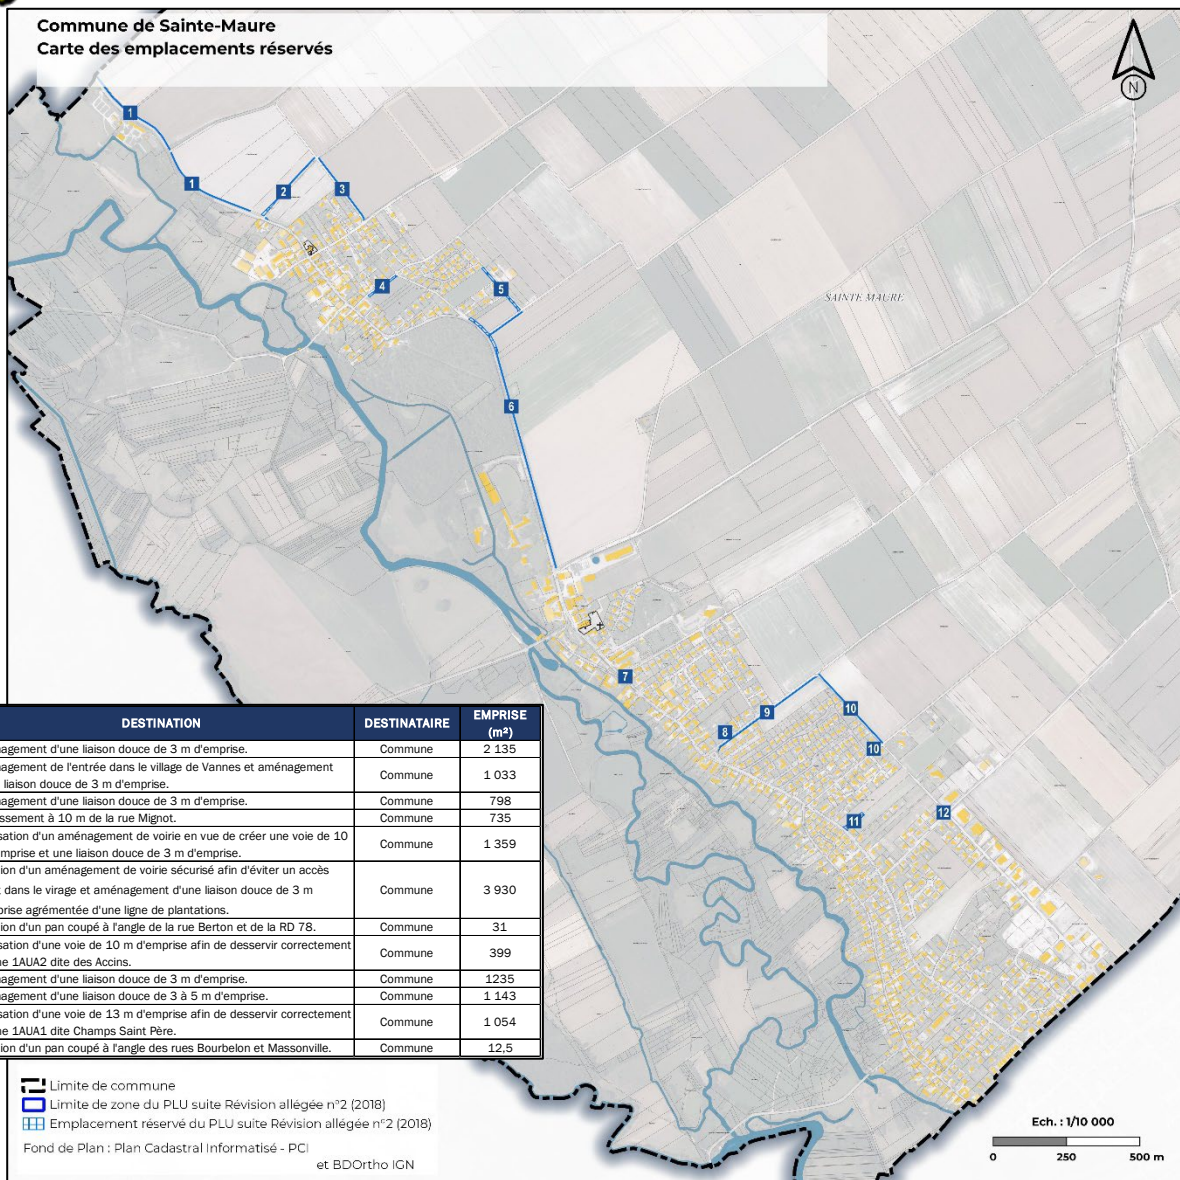 Commune de Sainte-Maure
Carte des emplacements réservés
N
1
1
2
3
4
5
SAINTE MAURE
6
7
8
9
10
10
11
12
DESTINATION DESTINATAIRE EMPRISE (m²)
nagement d'une liaison douce de 3 m d'emprise. Commune 2 135
nagement de l'entrée dans le village de Vannes et aménagement
liaison douce de 3 m d'emprise. Commune 1 033
nagement d'une liaison douce de 3 m d'emprise. Commune 798
issement à 10 m de la rue Mignot. Commune 735
sation d'un aménagement de voirie en vue de créer une voie de 10
emprise et une liaison douce de 3 m d'emprise. Commune 1 359
ion d'un aménagement de voirie sécurisé afin d'éviter un accès
t dans le virage et aménagement d'une liaison douce de 3 m
prise agrémentée d'une ligne de plantations. Commune 3 930
ion d'un pan coupé à l'angle de la rue Berton et de la RD 78. Commune 31
sation d'une voie de 10 m d'emprise afin de desservir correctement
ne 1AUA2 dite des Accins. Commune 399
nagement d'une liaison douce de 3 m d'emprise. Commune 1235
nagement d'une liaison douce de 3 à 5 m d'emprise. Commune 1 143
sation d'une voie de 13 m d'emprise afin de desservir correctement
ne 1AUA1 dite Champs Saint Père. Commune 1 054
ion d'un pan coupé à l'angle des rues Bourbelon et Massonville. Commune 12,5
Limite de commune
Limite de zone du PLU suite Révision allégée n°2 (2018)
Emplacement réservé du PLU suite Révision allégée n°2 (2018)
Fond de Plan : Plan Cadastral Informatisé - PCI
et BDOrtho IGN
Ech. : 1/10 000
0 250 500 m